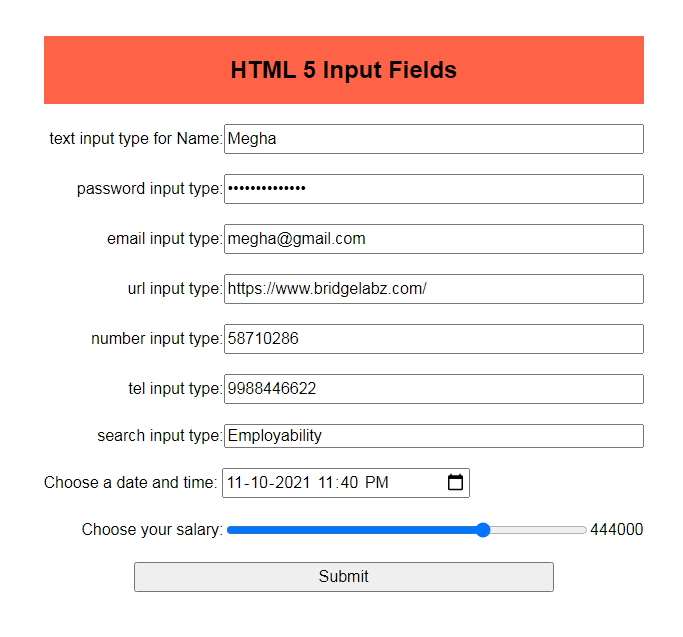 HTML 5 Input Fields
text input type for Name: Megha
password input type: ••••••••••••••
email input type: megha@gmail.com
url input type: https://www.bridgelabz.com/
number input type: 58710286
tel input type: 9988446622
search input type: Employability
Choose a date and time: 11-10-2021 11:40 PM
Choose your salary: 444000
Submit